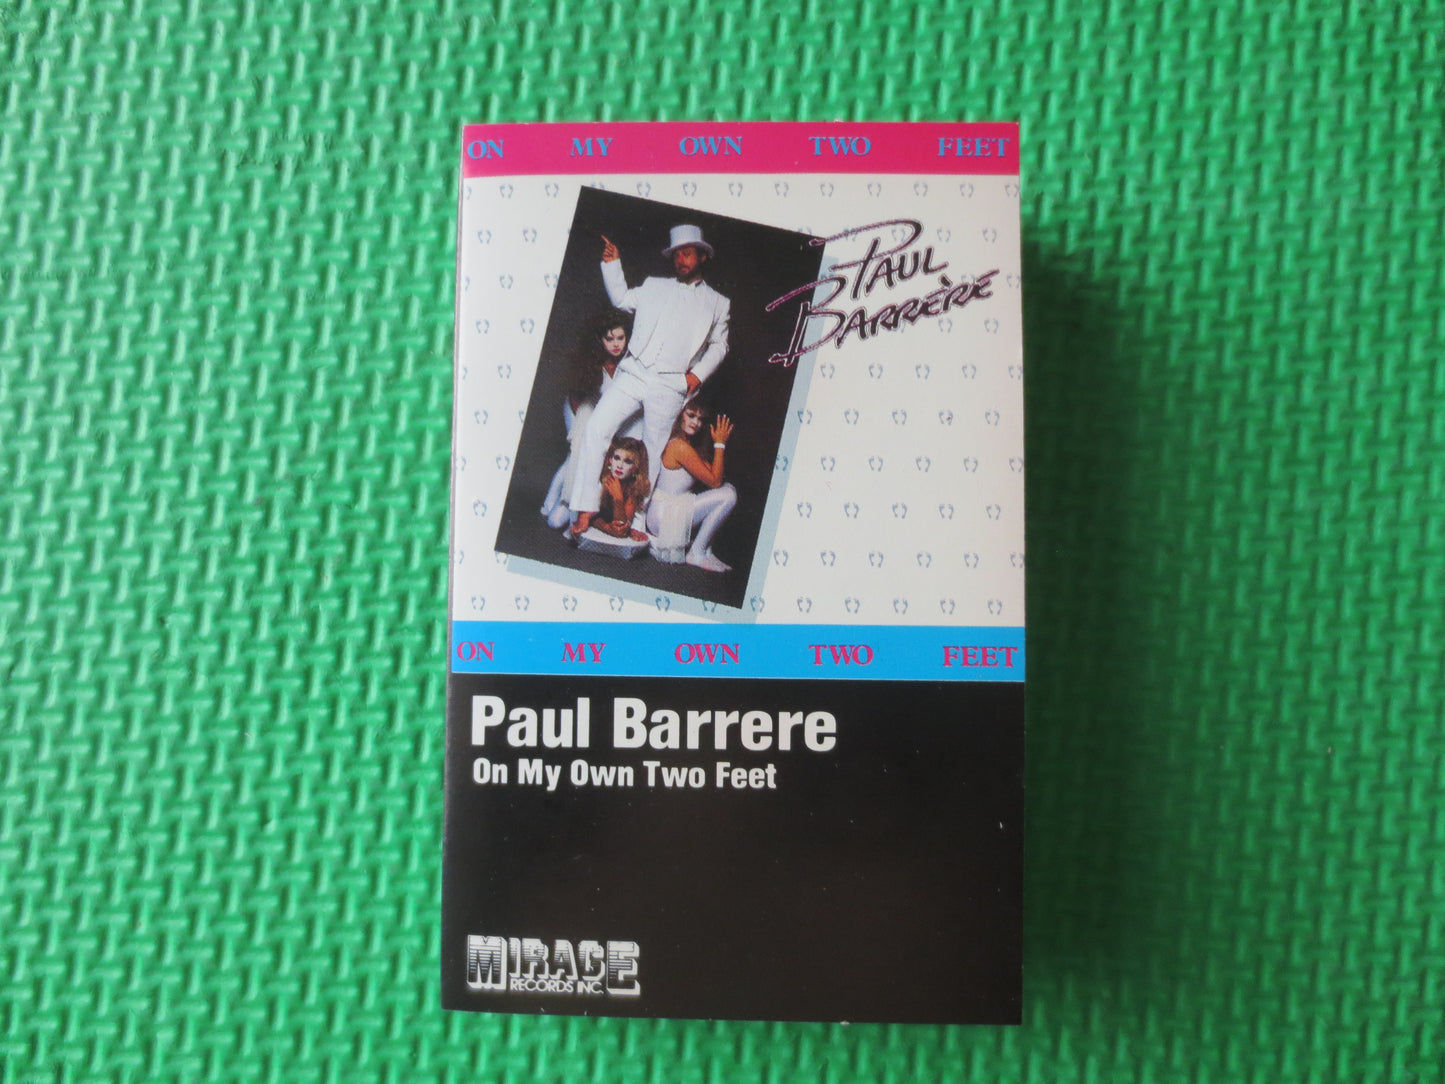 ON MY OWN TWO FEET
PAUL
BARRÈRE
ON MY OWN TWO FEET
Paul Barrere
On My Own Two Feet
MIRAGE
RECORDS INC.